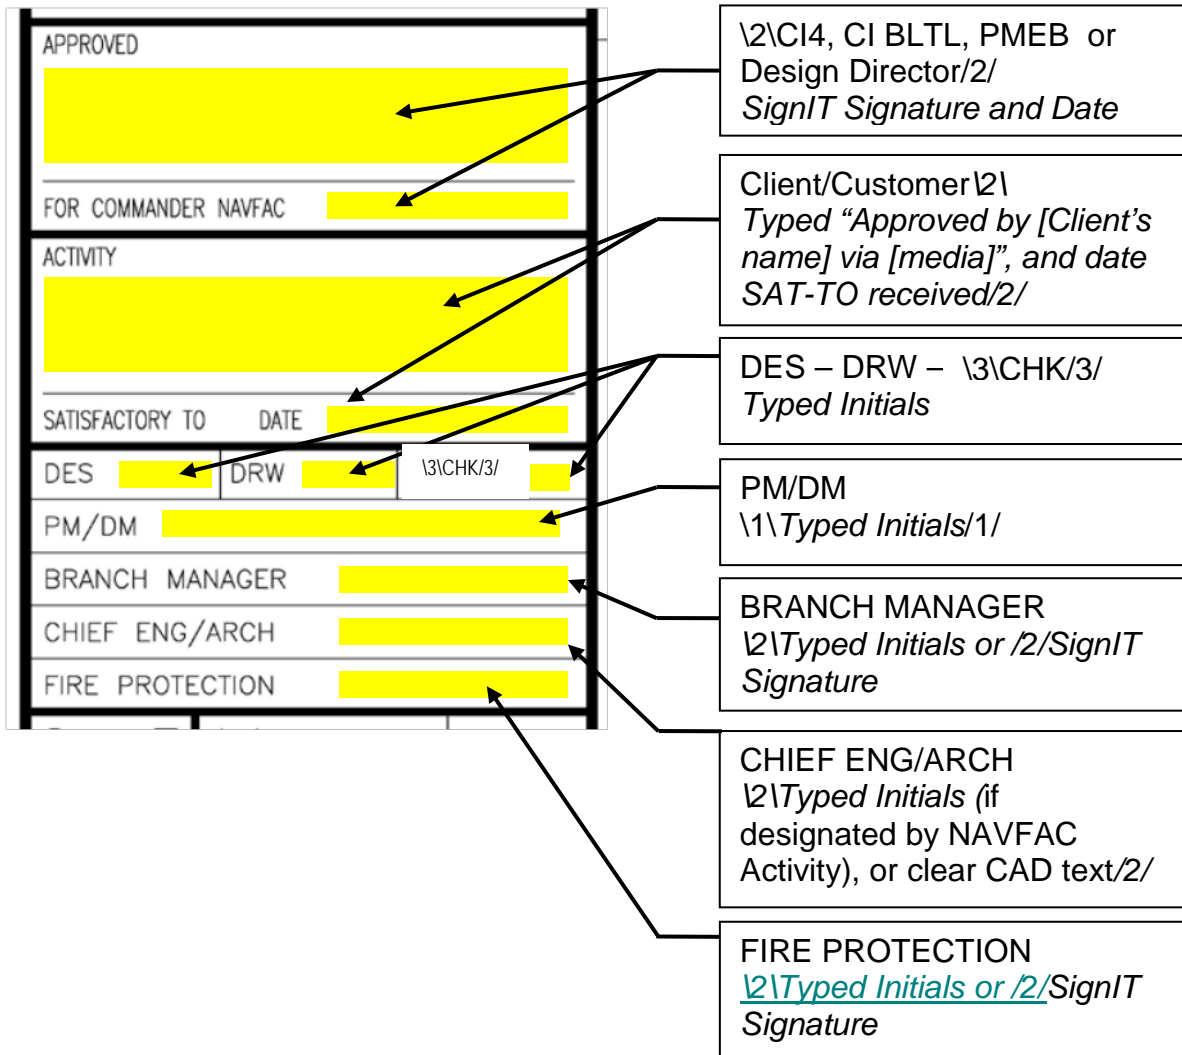 APPROVED
FOR COMMANDER NAVFAC
ACTIVITY
SATISFACTORY TO DATE
DES DRW \3\CHK/3/
PM/DM
BRANCH MANAGER
CHIEF ENG/ARCH
FIRE PROTECTION
\2\CI4, CI BLTL, PMEB or
Design Director/2/
SignIT Signature and Date
Client/Customer\2\
Typed “Approved by [Client’s
name] via [media]”, and date
SAT-TO received/2/
DES – DRW – \3\CHK/3/
Typed Initials
PM/DM
\1\Typed Initials/1/
BRANCH MANAGER
\2\Typed Initials or /2/SignIT
Signature
CHIEF ENG/ARCH
\2\Typed Initials (if
designated by NAVFAC
Activity), or clear CAD text/2/
FIRE PROTECTION
\2\Typed Initials or /2/SignIT
Signature